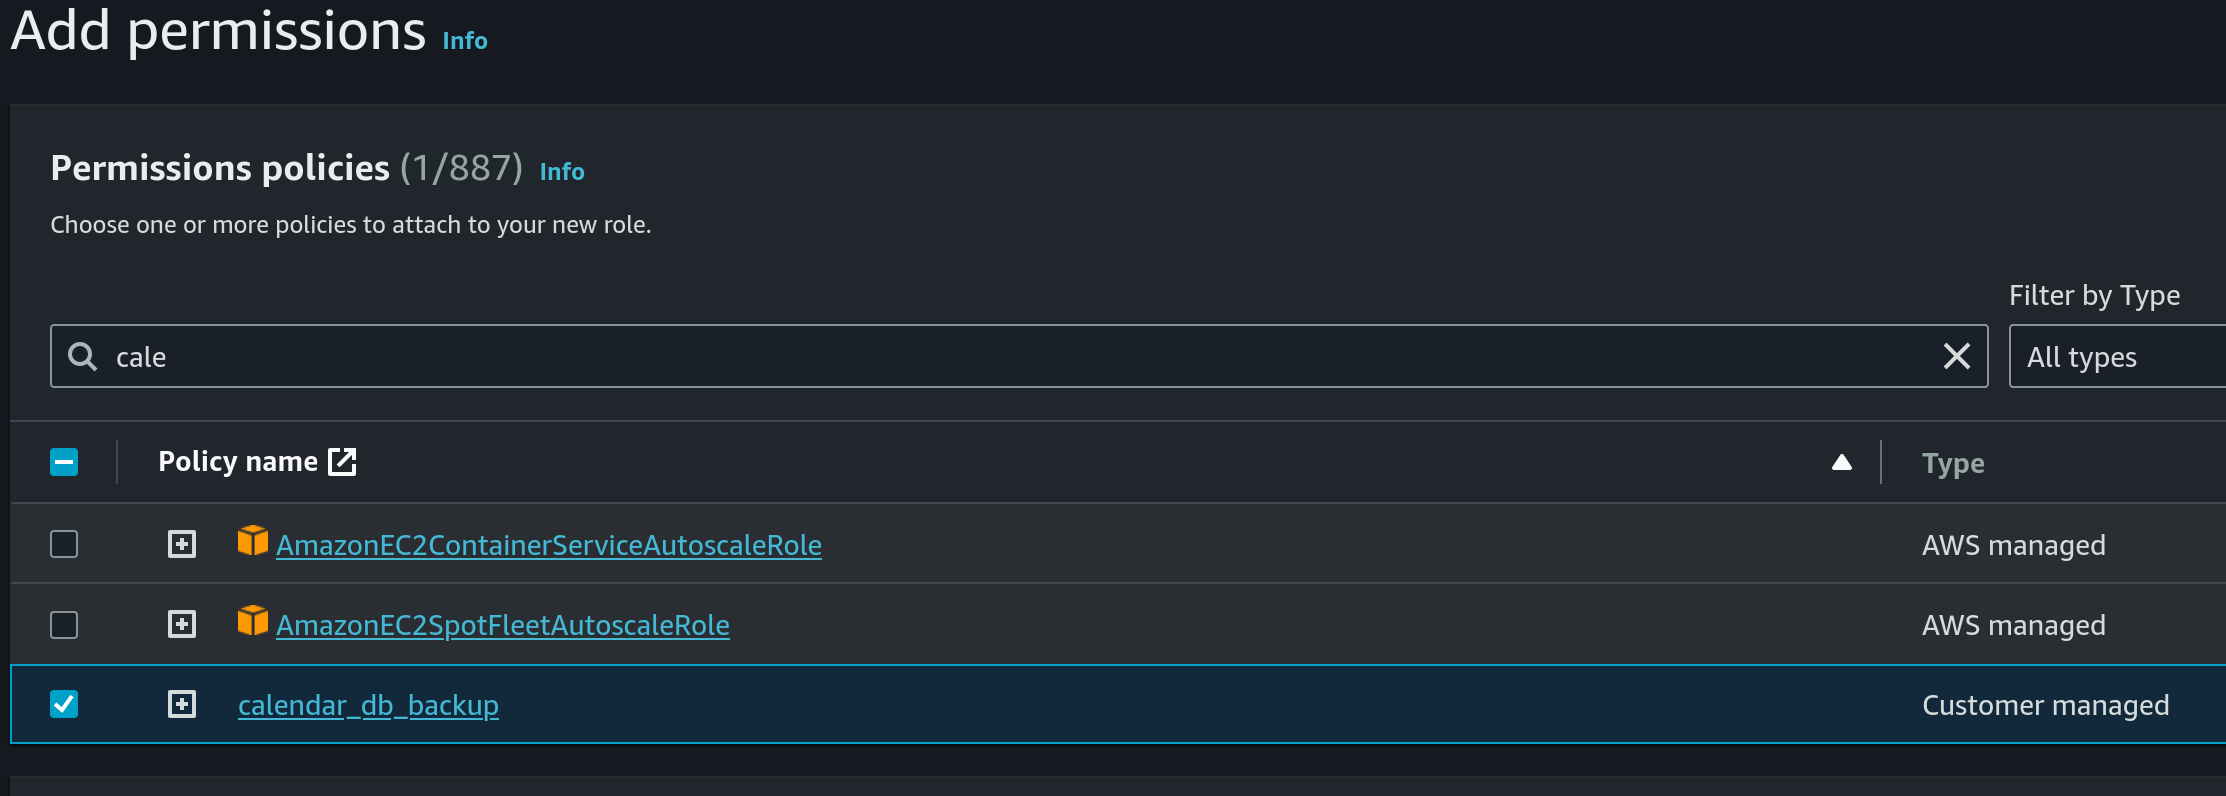 Add permissions Info
Permissions policies (1/887) Info
Choose one or more policies to attach to your new role.
Filter by Type
cale
All types
Policy name
Type
AmazonEC2ContainerServiceAutoscaleRole
AWS managed
AmazonEC2SpotFleetAutoscaleRole
AWS managed
calendar_db_backup
Customer managed